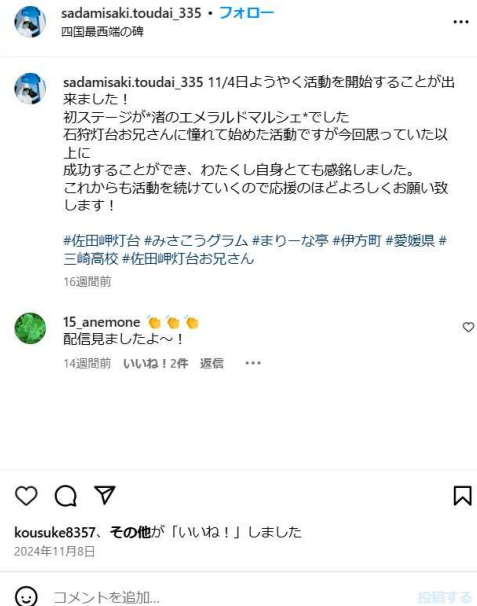 sadamisaki.toudai_335 • フォロー
四国最西端の碑
sadamisaki.toudai_335 11/4日ようやく活動を開始することが出
来ました！
初ステージが*渚のエメラルドマルシェ*でした
石狩灯台お兄さんに憧れて始めた活動ですが今回思っていた以
上に
成功することができ、わたくし自身とても感銘しました。
これからも活動を続けていくので応援のほどよろしくお願い致
します！
#佐田岬灯台 #みさこうグラム #まりーな亭 #伊方町 #愛媛県 #
三崎高校 #佐田岬灯台お兄さん
16週間前
15_anemone 👏👏👏
配信見ましたよ〜！
14週間前 いいね！2件 返信
kousuke8357、その他が「いいね！」しました
2024年11月8日
コメントを追加... 投稿する